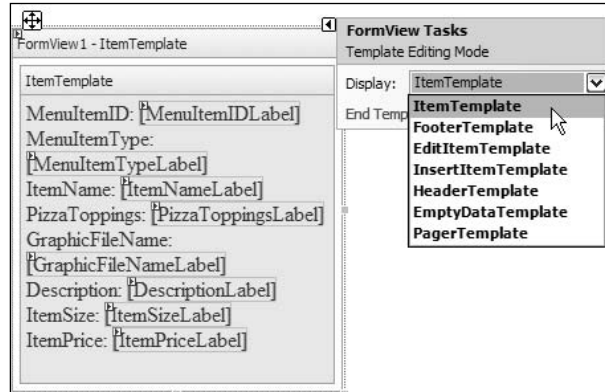 FormView1 - ItemTemplate
ItemTemplate
MenuItemID: [MenuItemIDLabel]
MenuItemType:
[MenuItemTypeLabel]
ItemName: [ItemNameLabel]
PizzaToppings: [PizzaToppingsLabel]
GraphicFileName:
[GraphicFileNameLabel]
Description: [DescriptionLabel]
ItemSize: [ItemSizeLabel]
ItemPrice: [ItemPriceLabel]
FormView Tasks
Template Editing Mode
Display: ItemTemplate
End Temp
ItemTemplate
FooterTemplate
EditItemTemplate
InsertItemTemplate
HeaderTemplate
EmptyDataTemplate
PagerTemplate